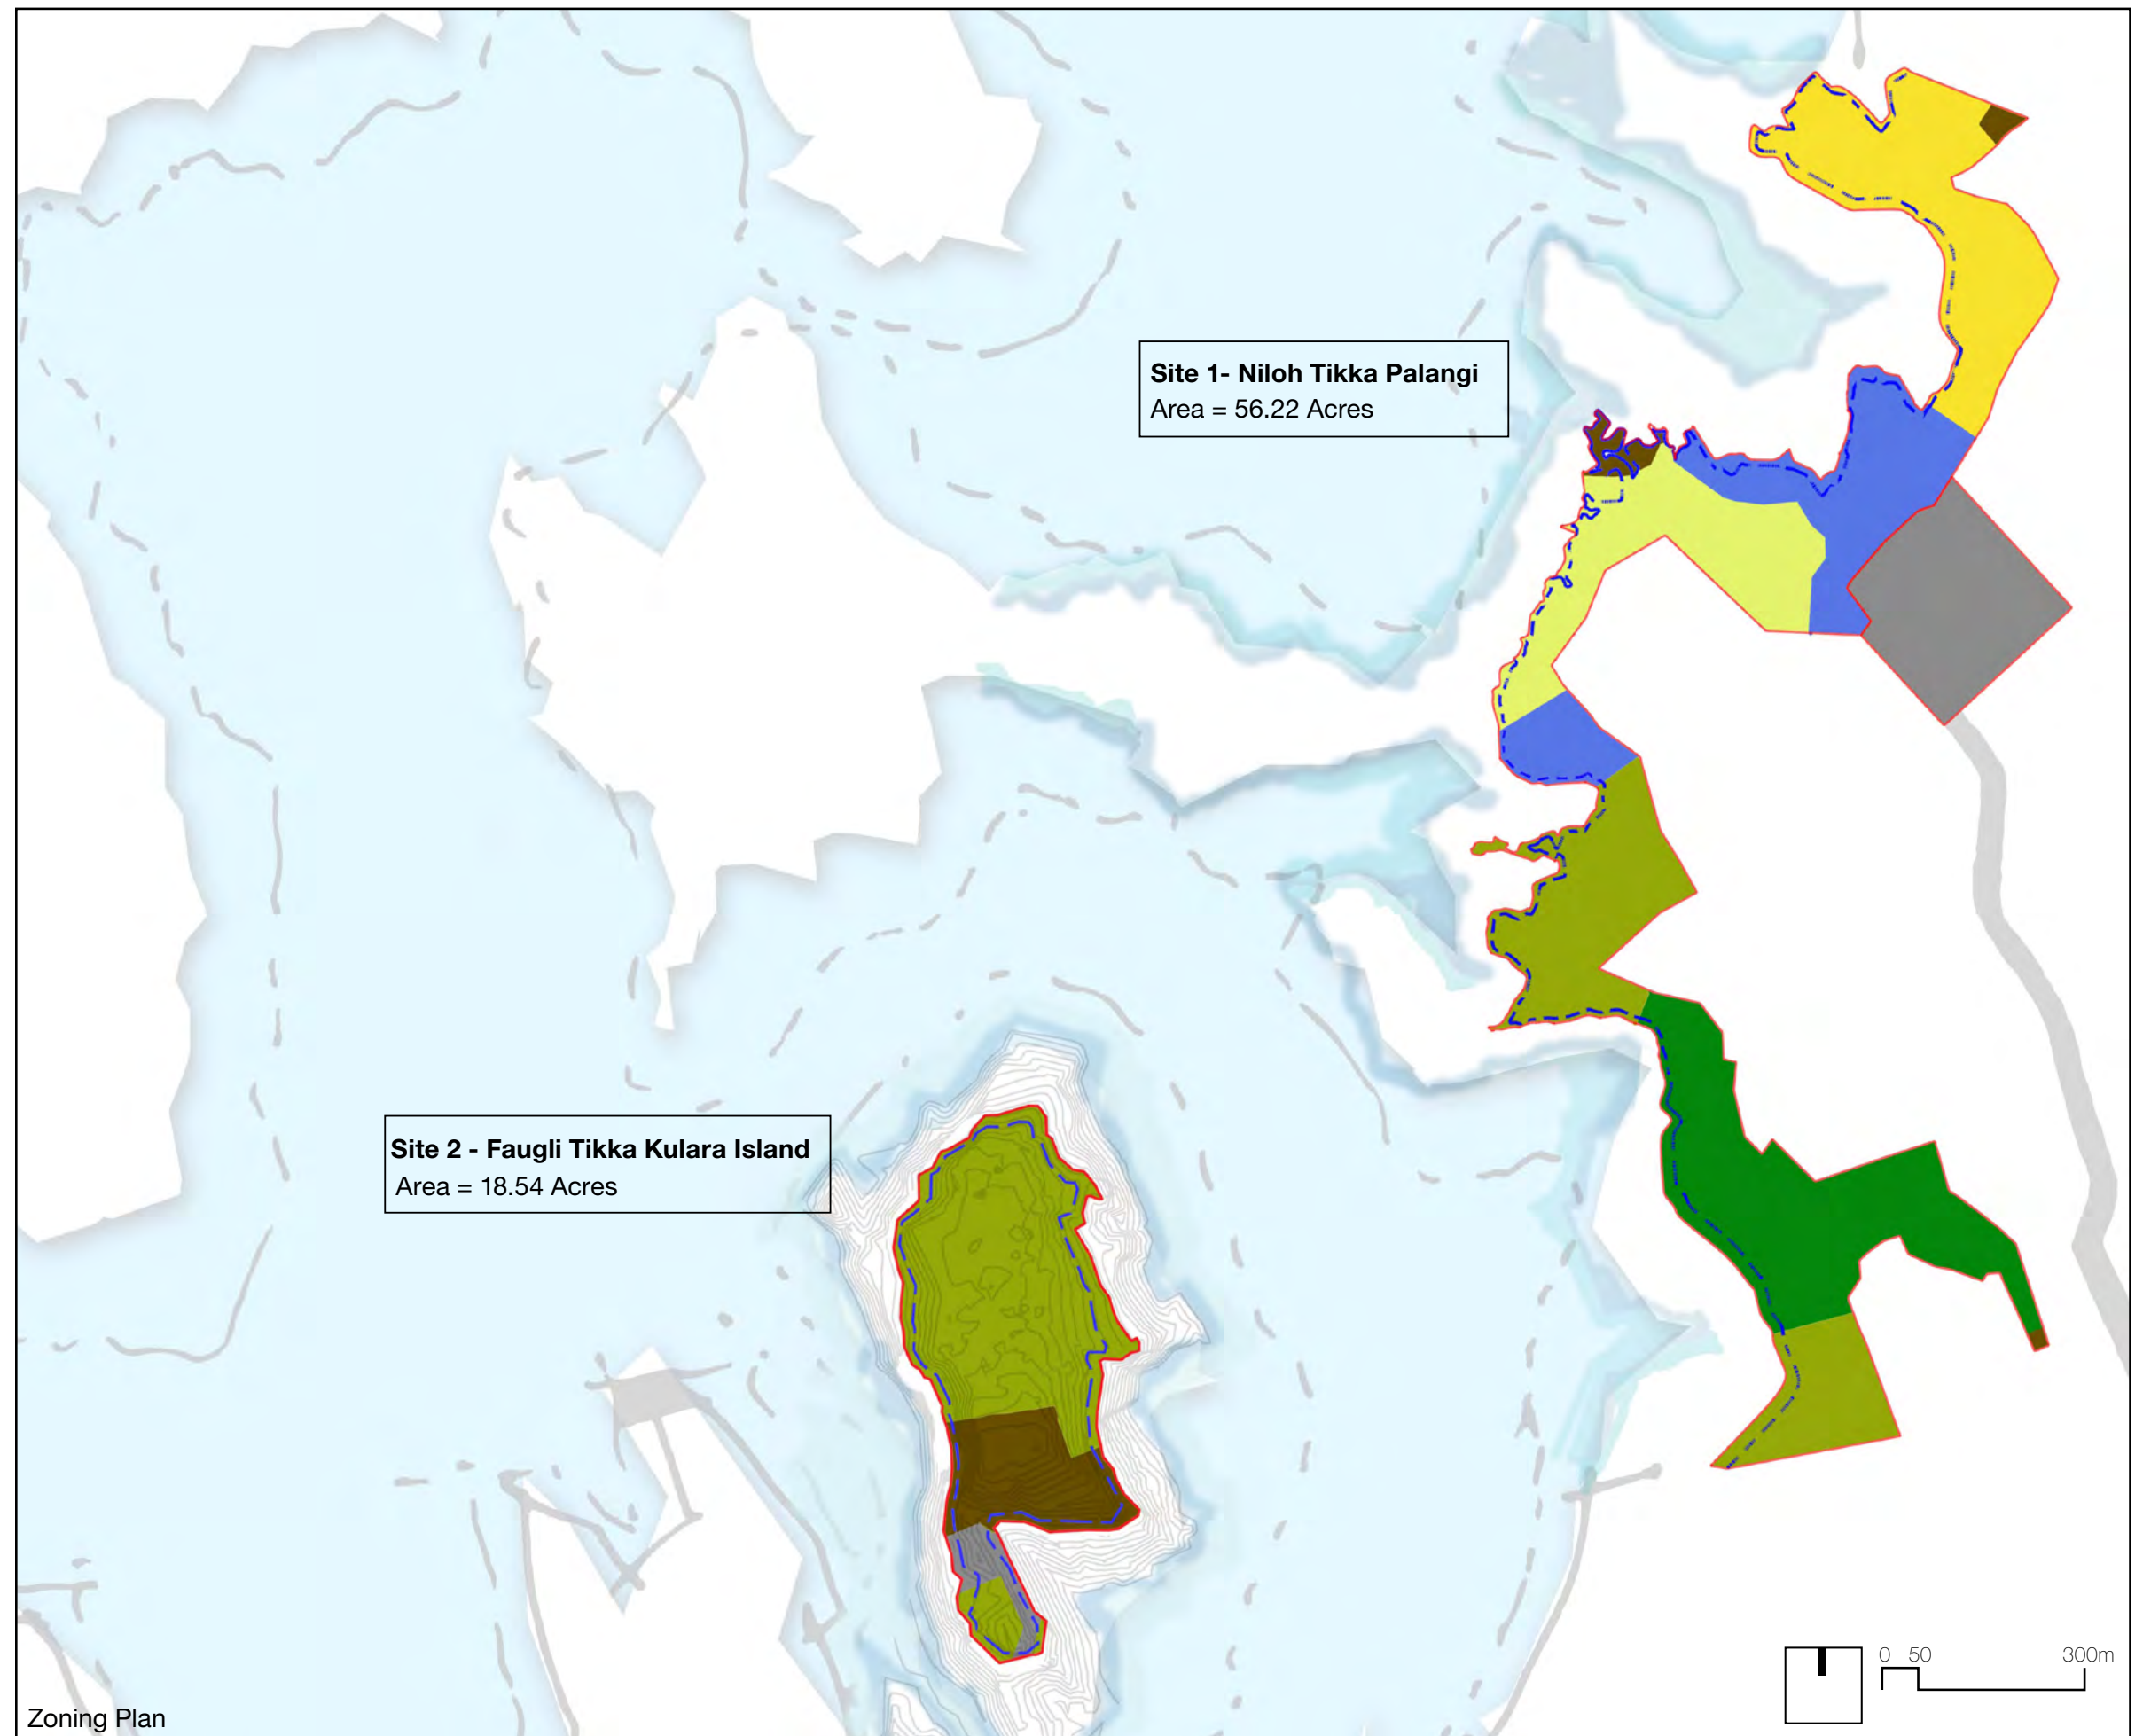 Site 1- Niloh Tikka Palangi
Area = 56.22 Acres
Site 2 - Faugli Tikka Kulara Island
Area = 18.54 Acres
0 50 300m
Zoning Plan